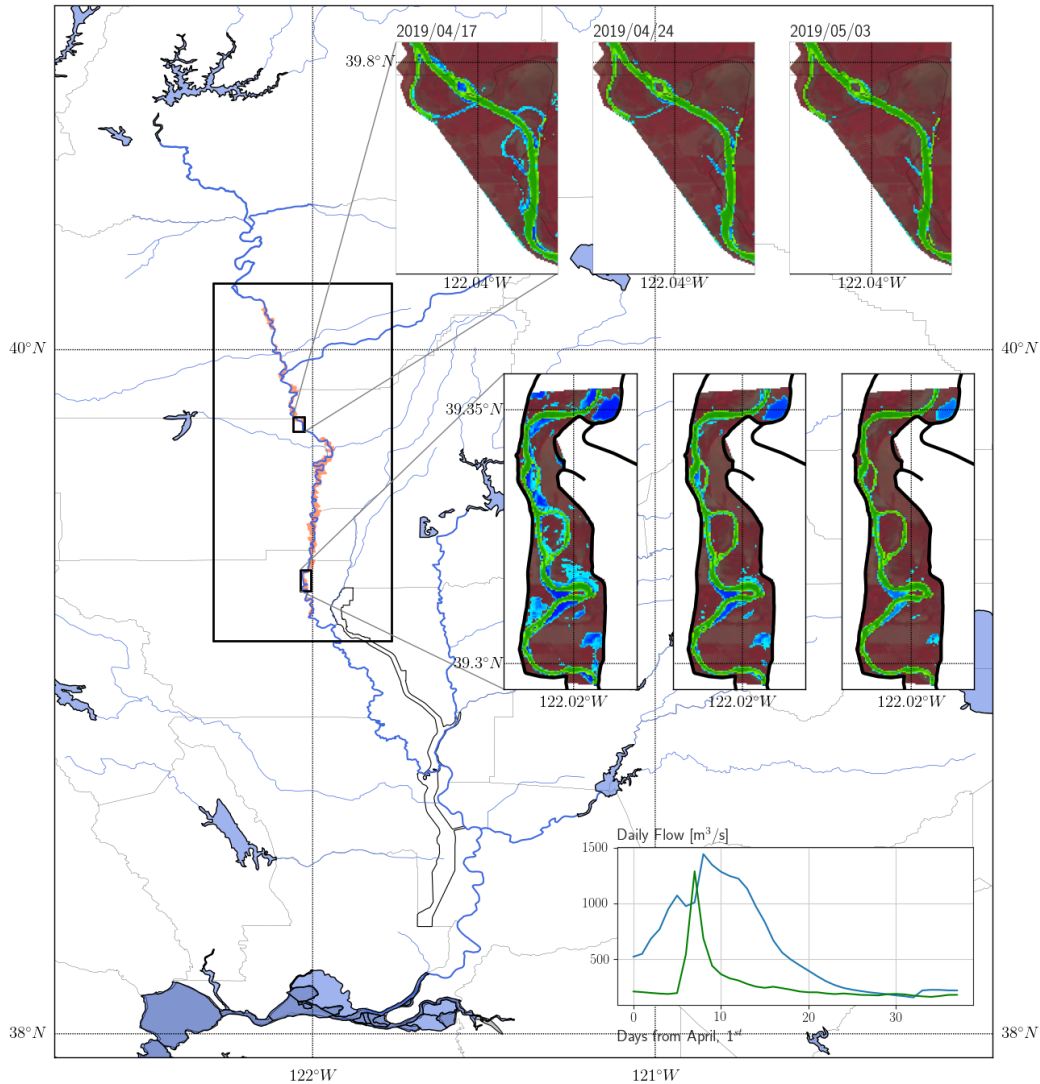 2019/04/17 2019/04/24 2019/05/03
39.8°N
122.04°W 122.04°W 122.04°W
40°N 40°N
39.35°N
39.3°N
122.02°W 122.02°W 122.02°W
Daily Flow [m³/s]
1500
1000
500
0 10 20 30
Days from April, 1ˢᵗ
38°N 38°N
122°W 121°W